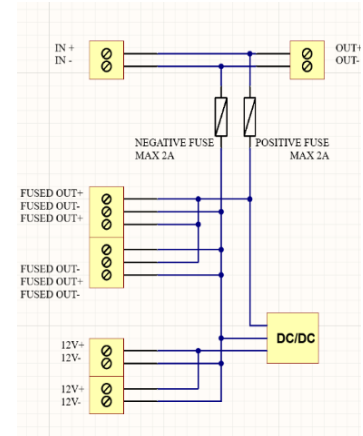 IN +
IN -
OUT+
OUT-
NEGATIVE FUSE
MAX 2A
POSITIVE FUSE
MAX 2A
FUSED OUT+
FUSED OUT-
FUSED OUT+
FUSED OUT-
FUSED OUT+
FUSED OUT-
DC/DC
12V+
12V-
12V+
12V-